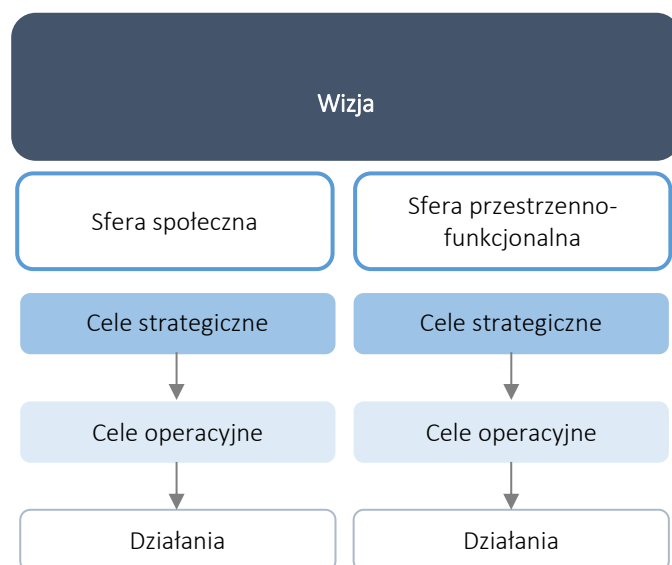 Wizja
Sfera społeczna
Sfera przestrzenno-
funkcjonalna
Cele strategiczne
Cele strategiczne
Cele operacyjne
Cele operacyjne
Działania
Działania